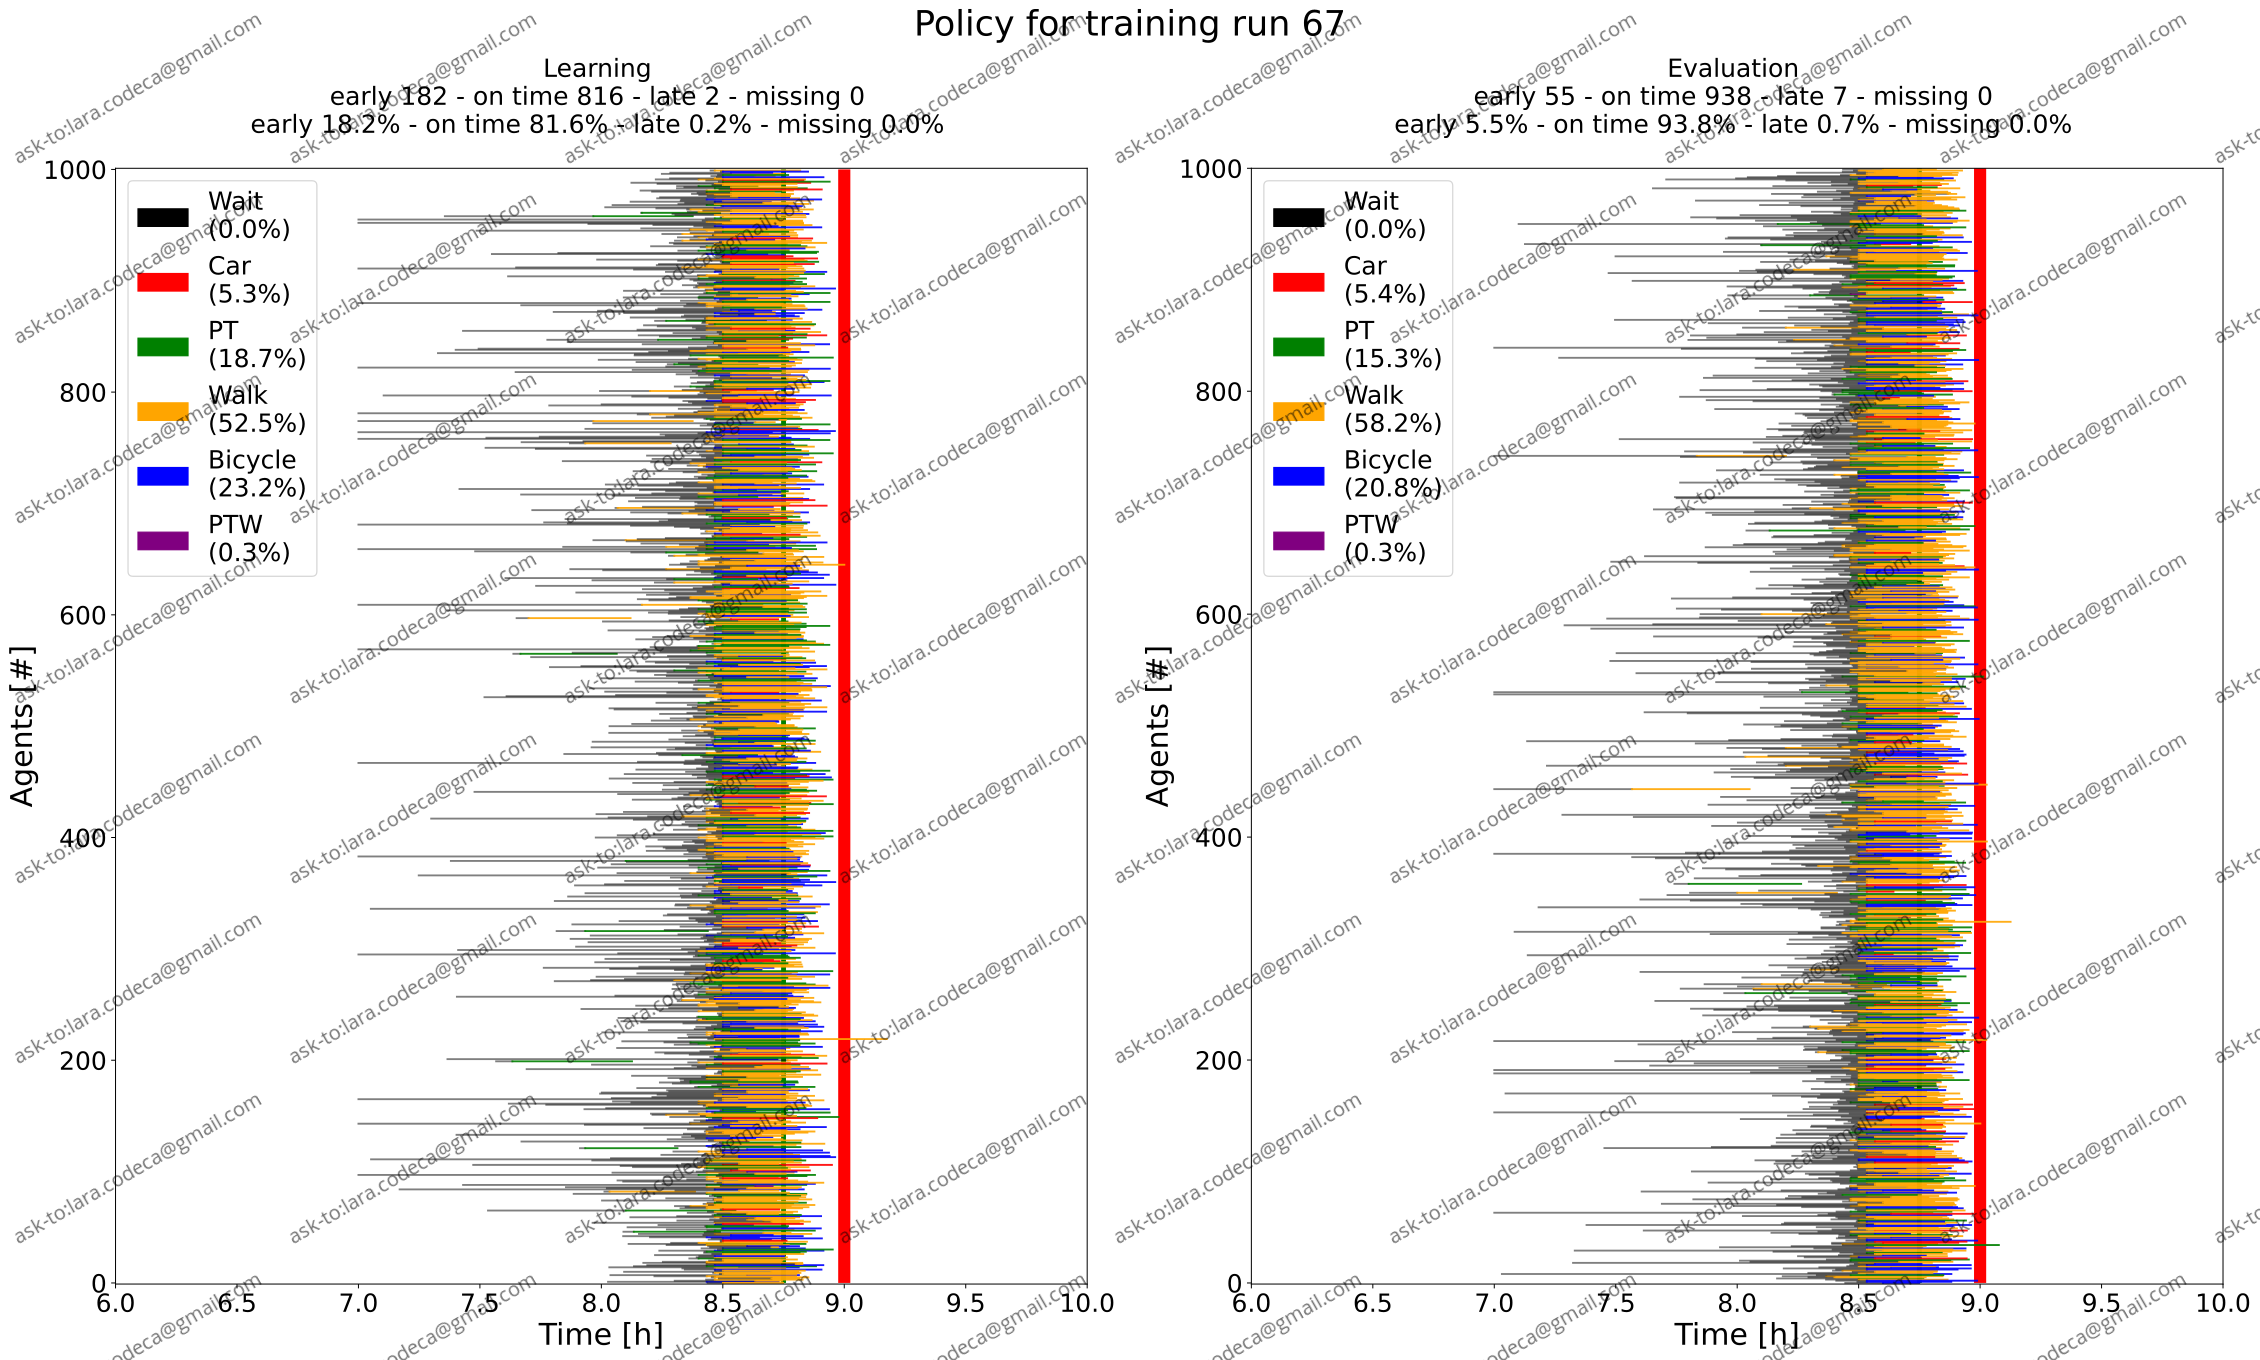 Policy for training run 67
Learning
early 182 - on time 816 - late 2 - missing 0
early 18.2% - on time 81.6% - late 0.2% - missing 0.0%
Agents [#]
1000
800
600
400
200
0
Wait
(0.0%)
Car
(5.3%)
PT
(18.7%)
Walk
(52.5%)
Bicycle
(23.2%)
PTW
(0.3%)
6.0 6.5 7.0 7.5 8.0 8.5 9.0 9.5 10.0
Time [h]
Evaluation
early 55 - on time 938 - late 7 - missing 0
early 5.5% - on time 93.8% - late 0.7% - missing 0.0%
Agents [#]
1000
800
600
400
200
0
Wait
(0.0%)
Car
(5.4%)
PT
(15.3%)
Walk
(58.2%)
Bicycle
(20.8%)
PTW
(0.3%)
6.0 6.5 7.0 7.5 8.0 8.5 9.0 9.5 10.0
Time [h]
ask-to:lara.codeca@gmail.com